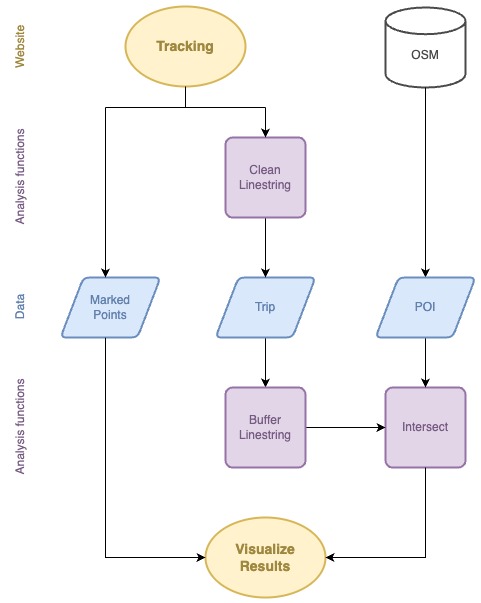 Website
Tracking
OSM
Analysis functions
Clean
Linestring
Data
Marked
Points
Trip
POI
Analysis functions
Buffer
Linestring
Intersect
Visualize
Results